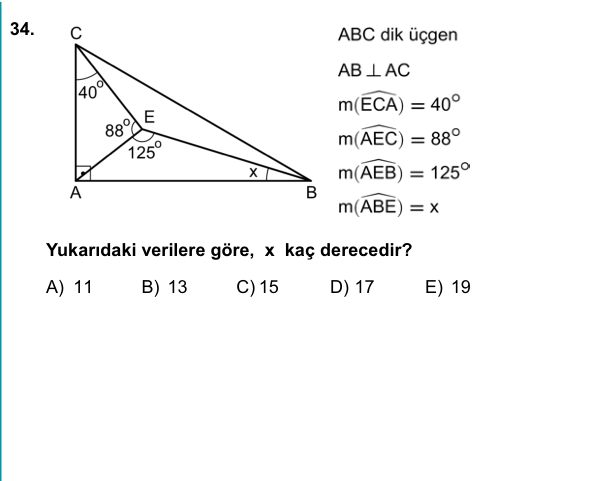 34.
C
40°
E
88°
125°
x
A
B
ABC dik üçgen
AB ⊥ AC
m(ECA) = 40°
m(AEC) = 88°
m(AEB) = 125°
m(ABE) = x
Yukarıdaki verilere göre, x kaç derecedir?
A) 11 B) 13 C) 15 D) 17 E) 19